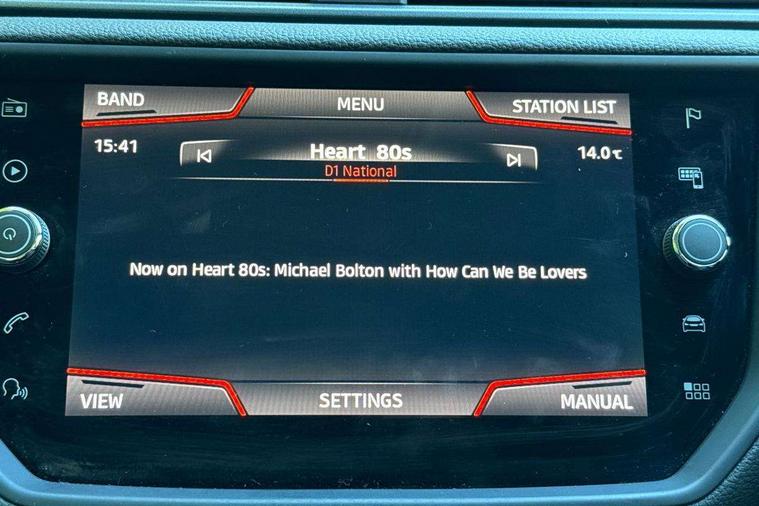 BAND MENU STATION LIST
15:41 Heart 80s 14.0°C
D1 National
Now on Heart 80s: Michael Bolton with How Can We Be Lovers
VIEW SETTINGS MANUAL